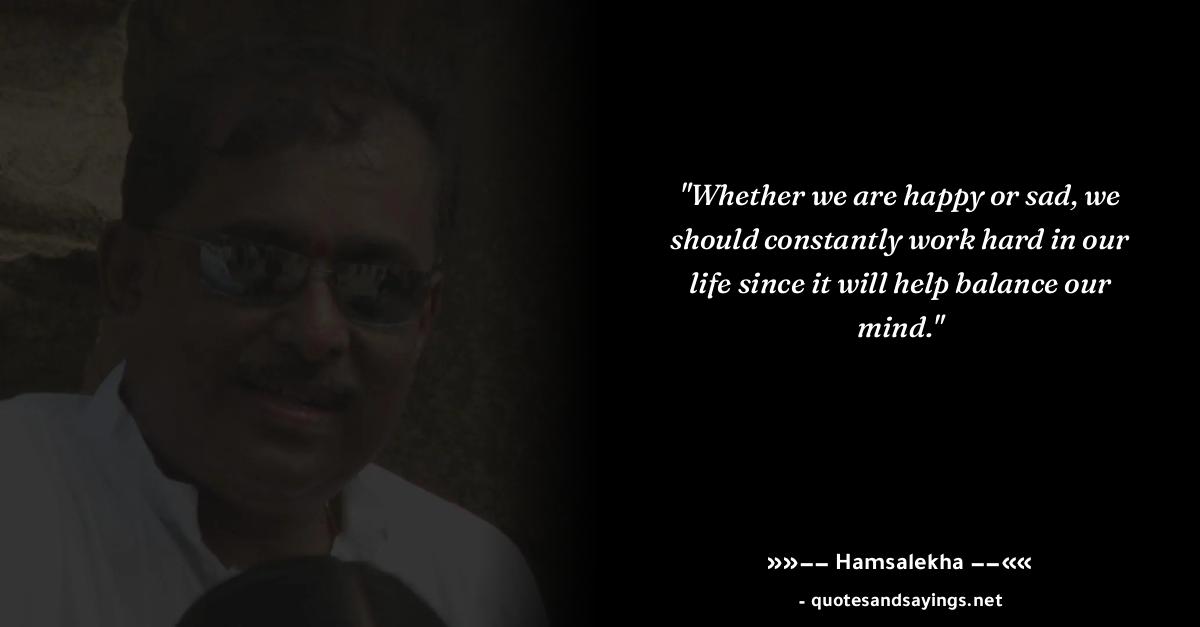 "Whether we are happy or sad, we
should constantly work hard in our
life since it will help balance our
mind."
»»−− Hamsalekha −−««
- quotesandsayings.net